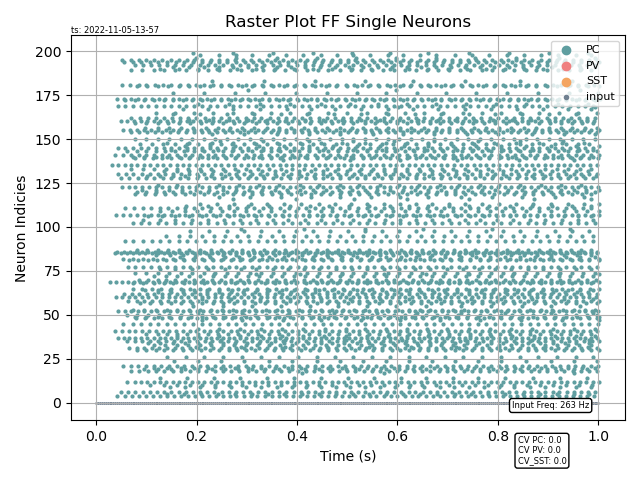 Raster Plot FF Single Neurons
ts: 2022-11-05-13-57
PC
PV
SST
input
200
175
150
125
100
75
50
25
0
Neuron Indicies
Input Freq: 263 Hz
0.0 0.2 0.4 0.6 0.8 1.0
Time (s)
CV PC: 0.0
CV PV: 0.0
CV_SST: 0.0